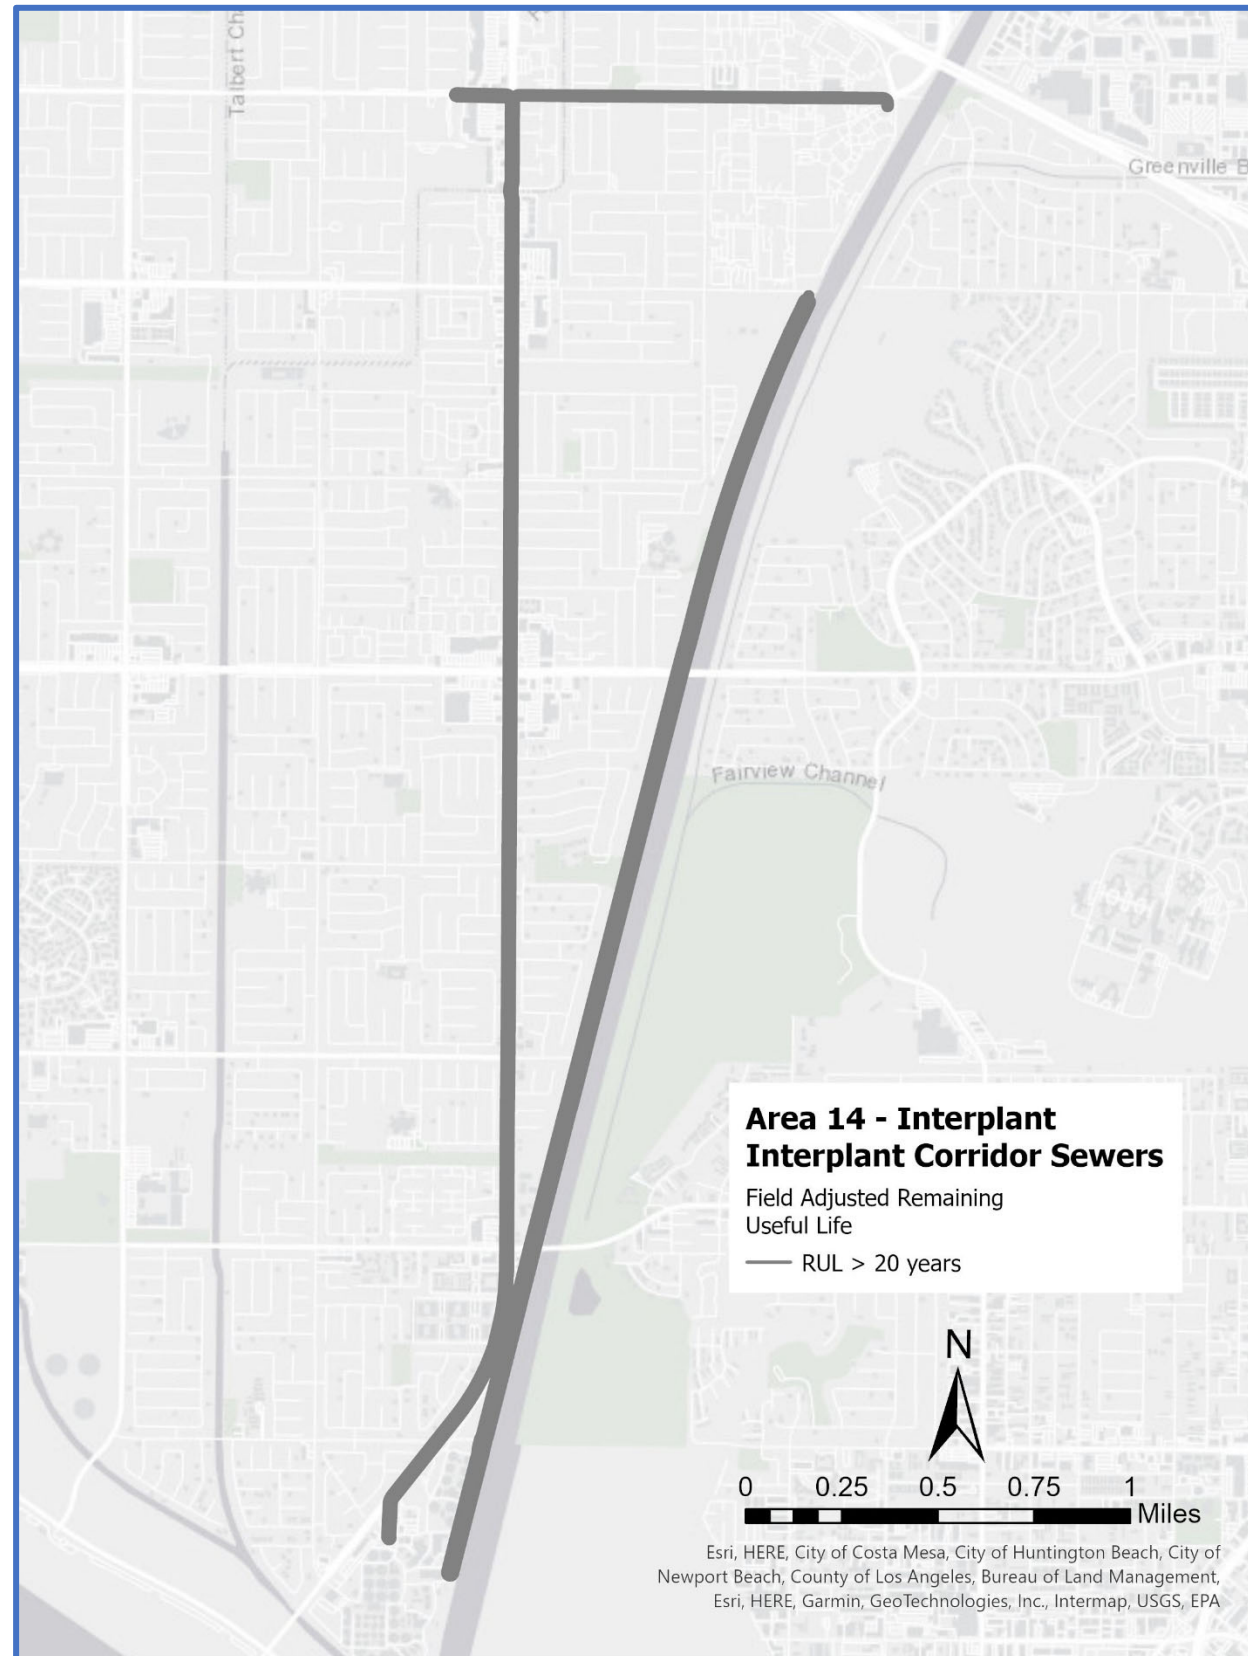 Talbert Ch
Greenville B
Fairview Channel
Area 14 - Interplant
Interplant Corridor Sewers
Field Adjusted Remaining
Useful Life
RUL > 20 years
N
0 0.25 0.5 0.75 1
Miles
Esri, HERE, City of Costa Mesa, City of Huntington Beach, City of
Newport Beach, County of Los Angeles, Bureau of Land Management,
Esri, HERE, Garmin, GeoTechnologies, Inc., Intermap, USGS, EPA